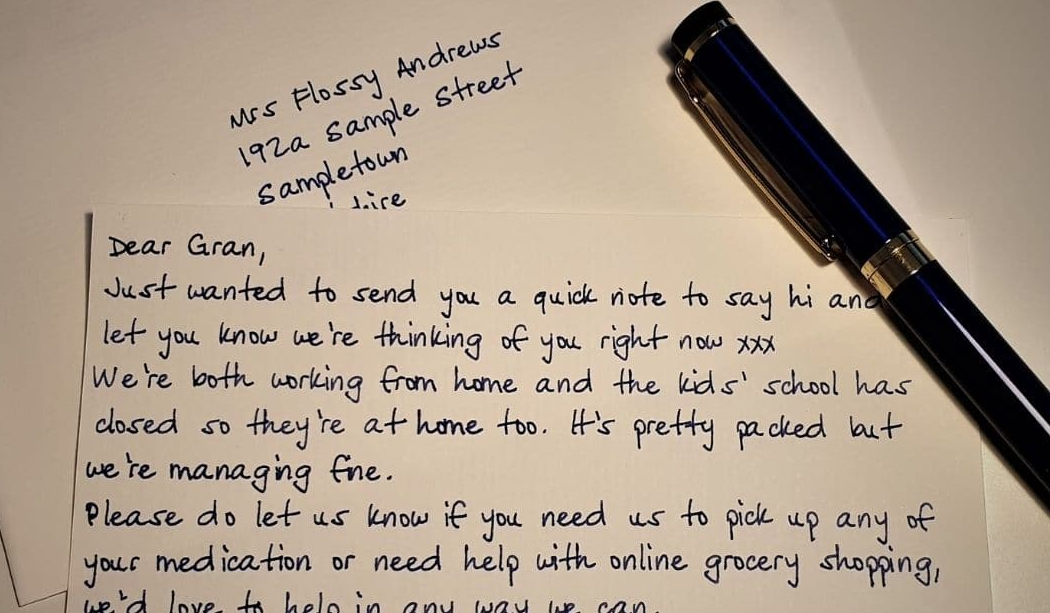 Mrs Flossy Andrews
192a Sample Street
Sampletown
Dear Gran,
Just wanted to send you a quick note to say hi and
let you know we're thinking of you right now xxx
We're both working from home and the kids' school has
closed so they're at home too. It's pretty packed but
we're managing fine.
Please do let us know if you need us to pick up any of
your medication or need help with online grocery shopping,
we'd love to help in any way we can.